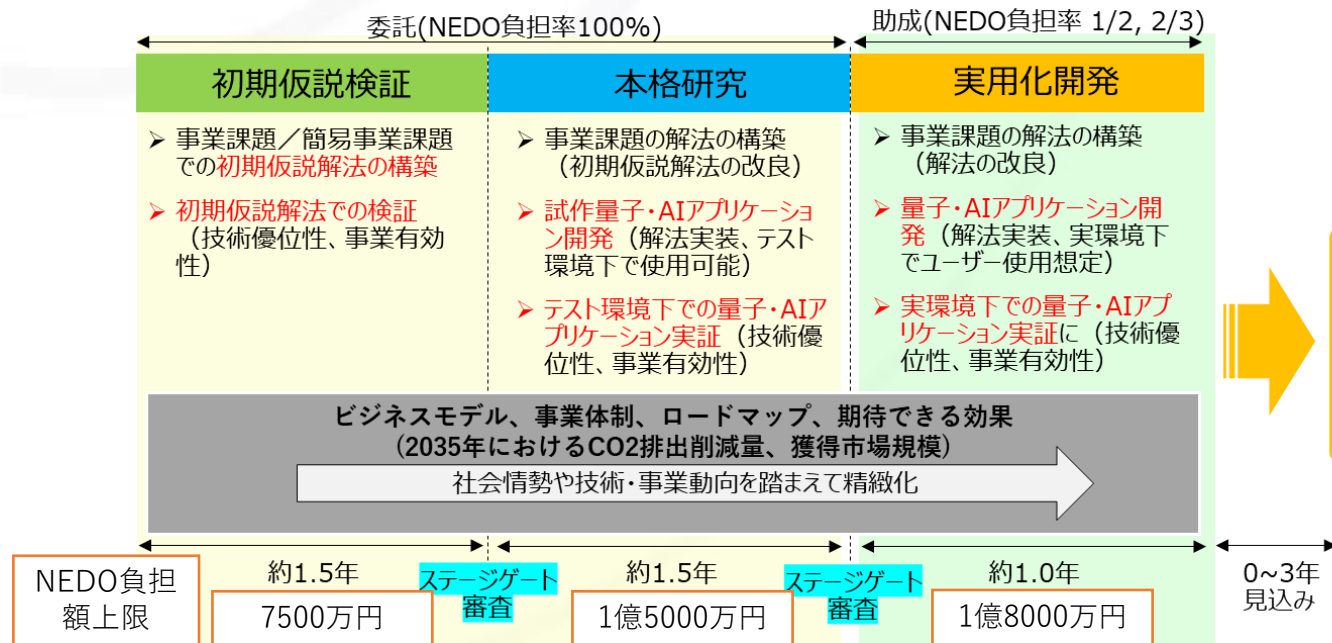 委託(NEDO負担率100%)
助成(NEDO負担率 1/2, 2/3)
初期仮説検証
本格研究
実用化開発
➢ 事業課題／簡易事業課題
での初期仮説解法の構築
➢ 初期仮説解法での検証
（技術優位性、事業有効
性）
➢ 事業課題の解法の構築
（初期仮説解法の改良）
➢ 試作量子・AIアプリケーショ
ン開発（解法実装、テスト
環境下で使用可能）
➢ テスト環境下での量子・AIア
プリケーション実証（技術優
位性、事業有効性）
➢ 事業課題の解法の構築
（解法の改良）
➢ 量子・AIアプリケーション開
発（解法実装、実環境下
でユーザー使用想定）
➢ 実環境下での量子・AIアプ
リケーション実証に（技術優
位性、事業有効性）
ビジネスモデル、事業体制、ロードマップ、期待できる効果
(2035年におけるCO2排出削減量、獲得市場規模)
社会情勢や技術・事業動向を踏まえて精緻化
NEDO負担
額上限
約1.5年
7500万円
ステージゲート
審査
約1.5年
1億5000万円
ステージゲート
審査
約1.0年
1億8000万円
0~3年
見込み